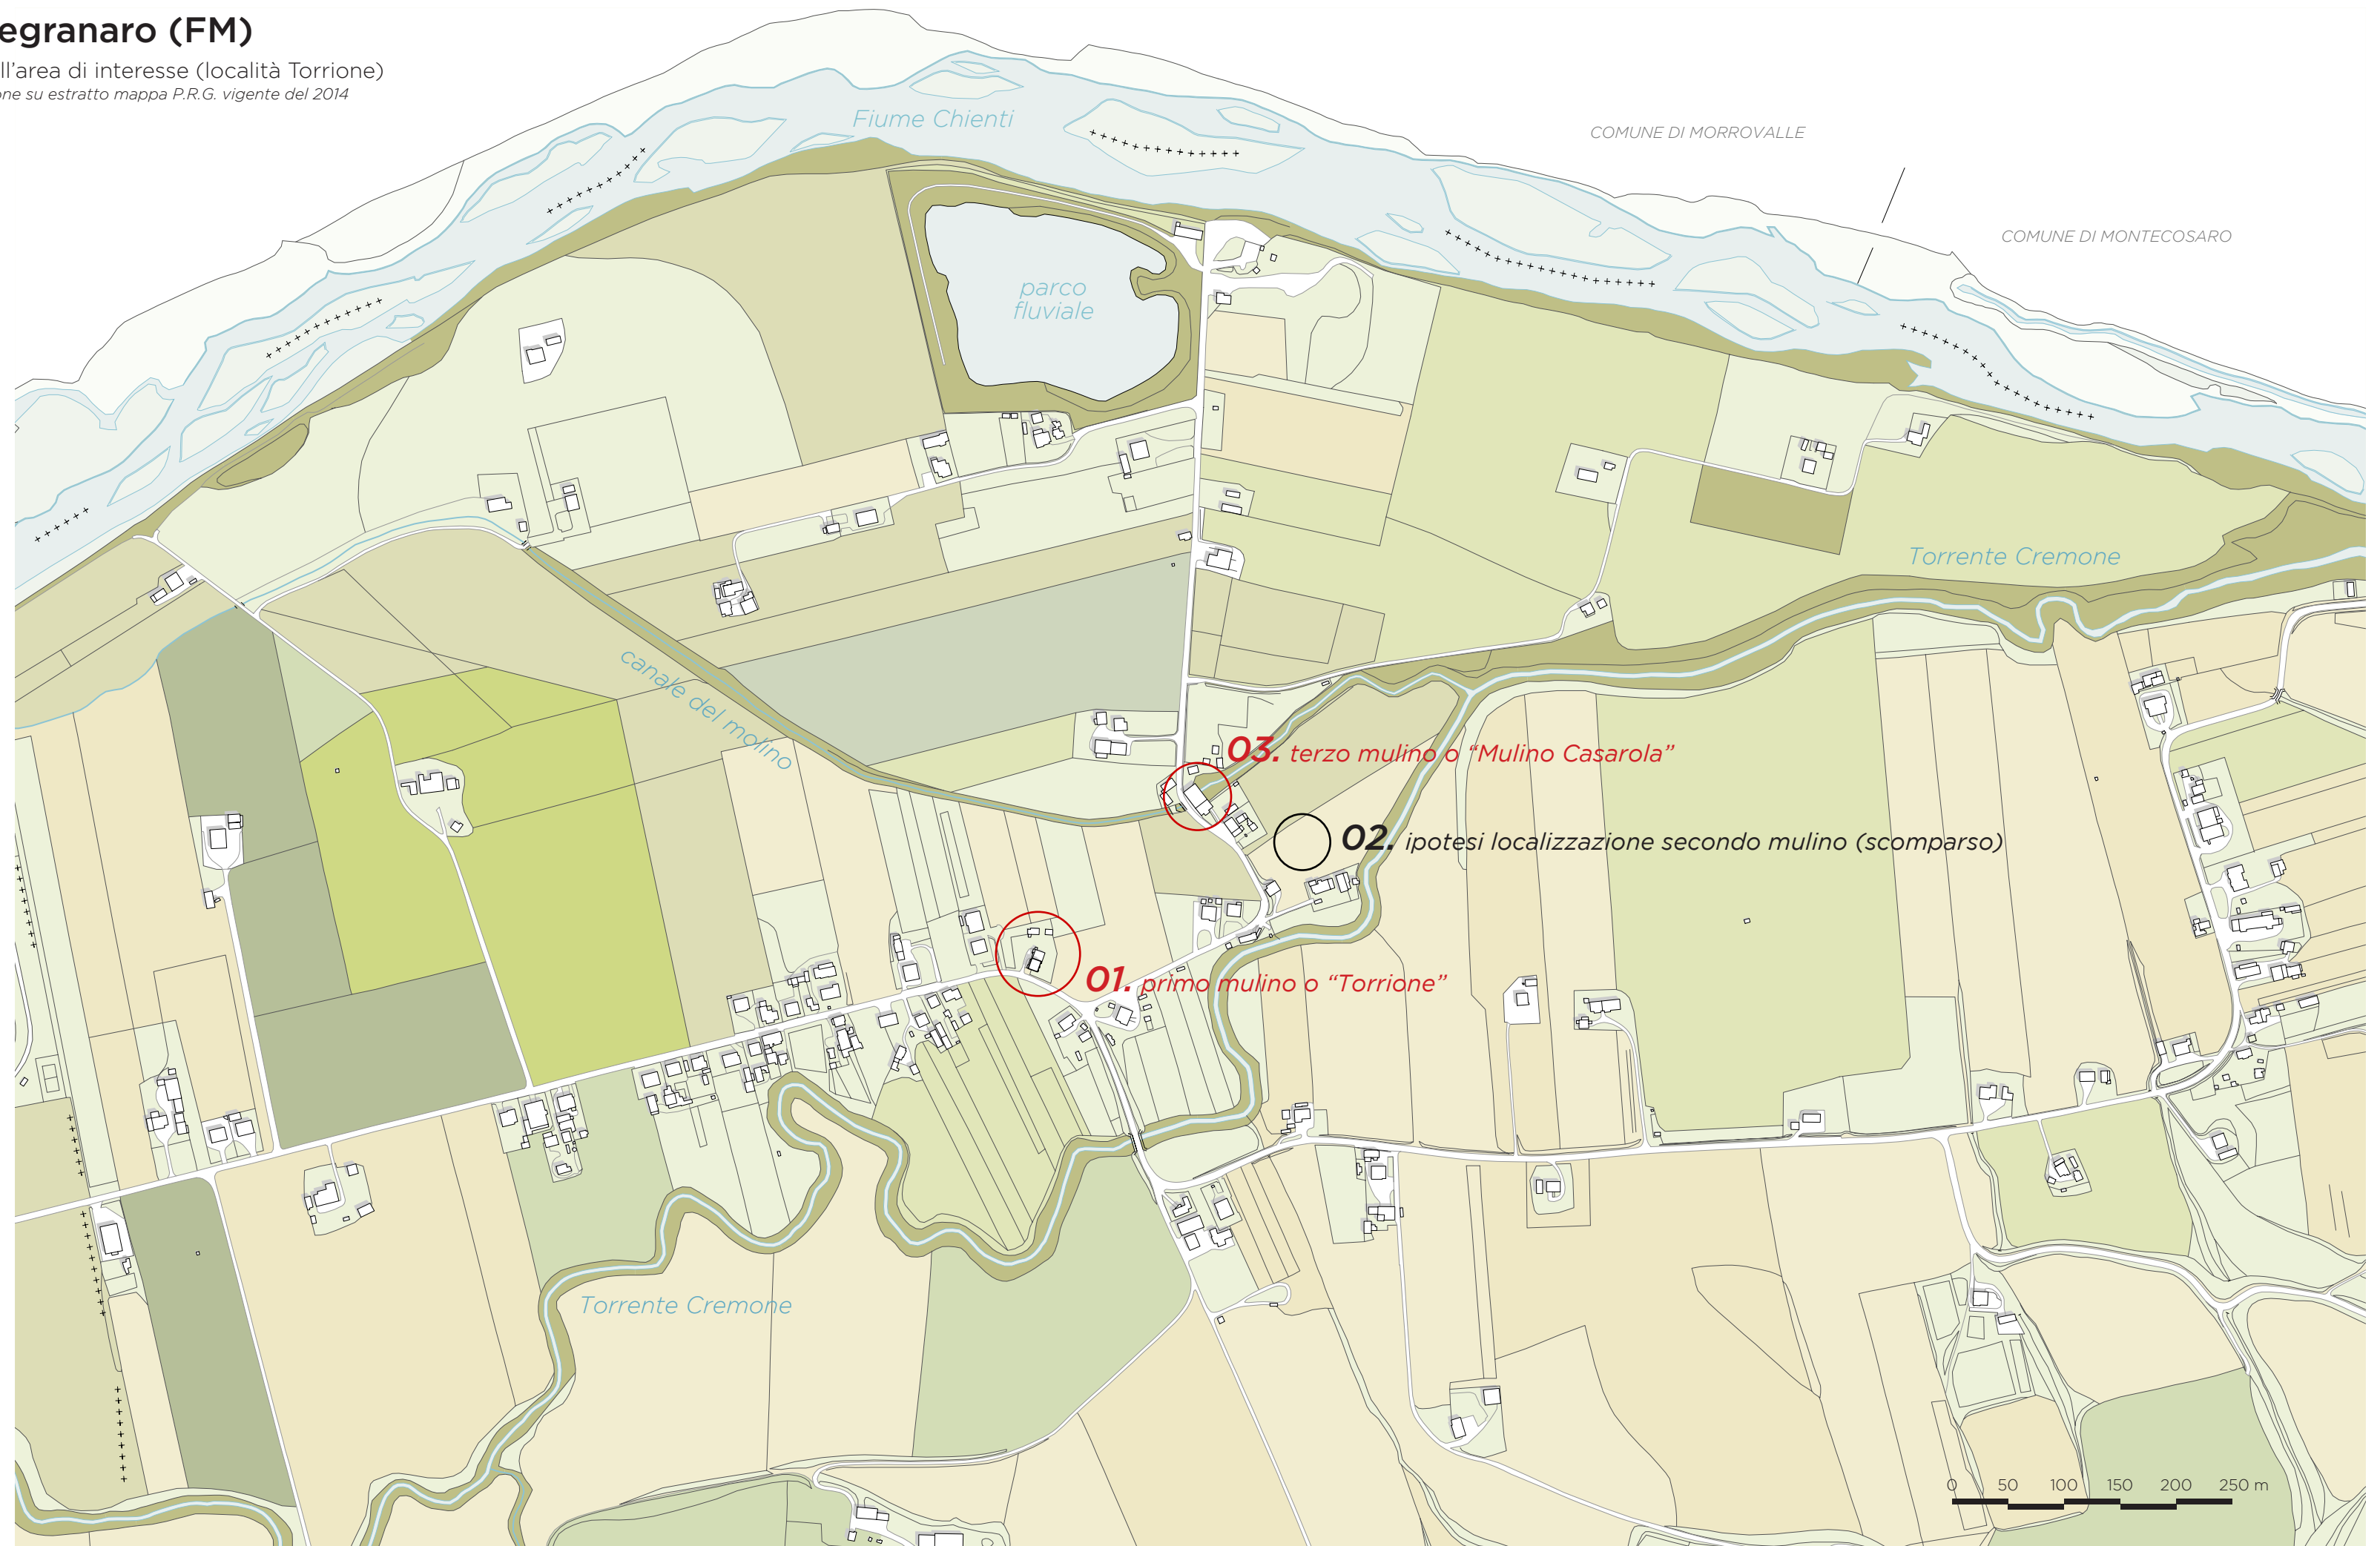 egranaro (FM)
ll’area di interesse (località Torrione)
one su estratto mappa P.R.G. vigente del 2014
Fiume Chienti
COMUNE DI MORROVALLE
COMUNE DI MONTECOSARO
parco
fluviale
Torrente Cremone
canale del molino
03. terzo mulino o “Mulino Casarola”
02. ipotesi localizzazione secondo mulino (scomparso)
01. primo mulino o “Torrione”
Torrente Cremone
0 50 100 150 200 250 m